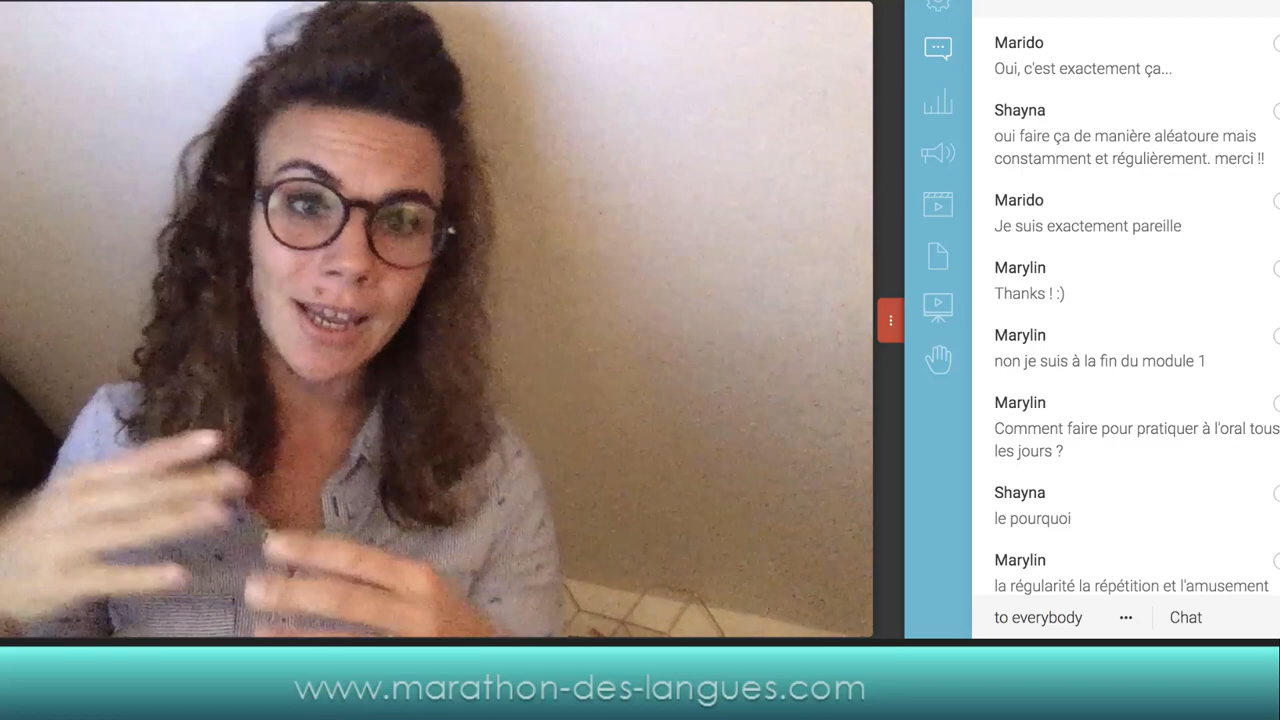 Marido
Oui, c'est exactement ça...
Shayna
oui faire ça de manière aléatoure mais
constamment et régulièrement. merci !!
Marido
Je suis exactement pareille
Marylin
Thanks ! :)
Marylin
non je suis à la fin du module 1
Marylin
Comment faire pour pratiquer à l'oral tous
les jours ?
Shayna
le pourquoi
Marylin
la régularité la répétition et l'amusement
to everybody
Chat
www.marathon-des-langues.com